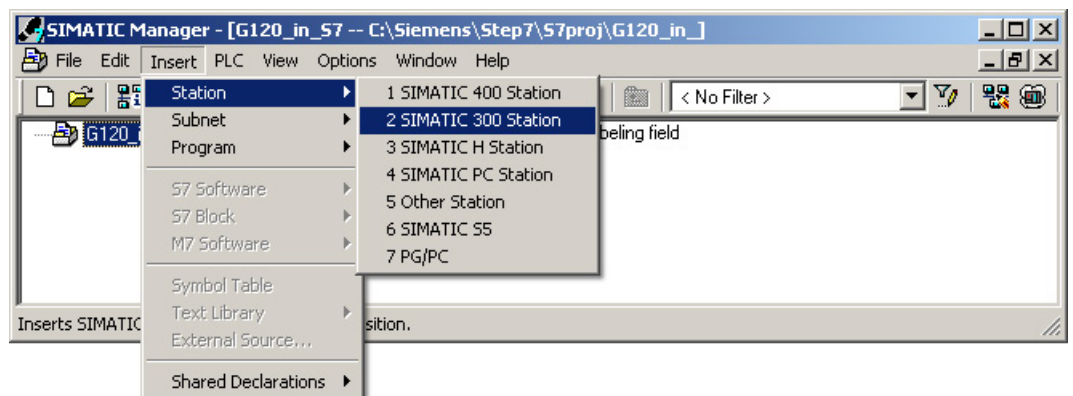 SIMATIC Manager - [G120_in_S7 -- C:\Siemens\Step7\S7proj\G120_in_]
File Edit Insert PLC View Options Window Help
< No Filter >
Station
Subnet
Program
S7 Software
S7 Block
M7 Software
Symbol Table
Text Library
External Source...
Shared Declarations
1 SIMATIC 400 Station
2 SIMATIC 300 Station
3 SIMATIC H Station
4 SIMATIC PC Station
5 Other Station
6 SIMATIC S5
7 PG/PC
G120_i
beling field
Inserts SIMATIC sition.